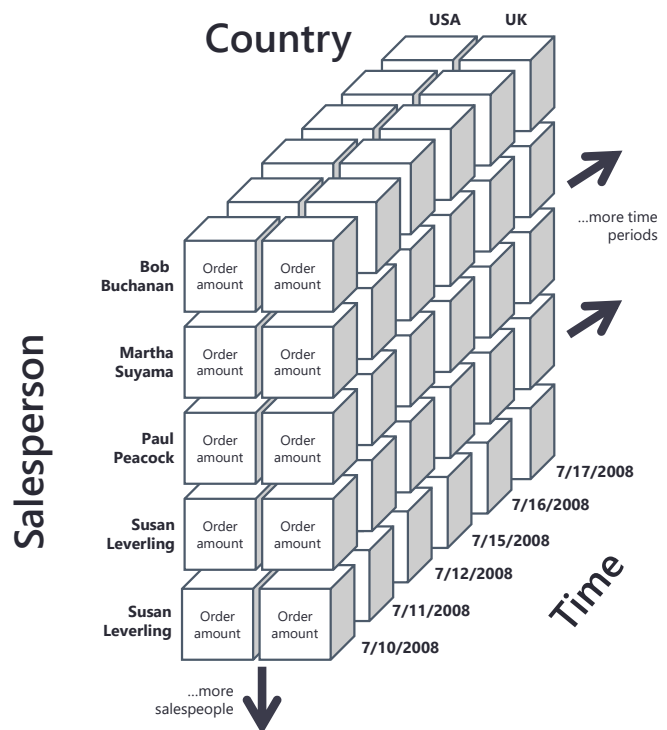 Country
USA
UK
...more time
periods
Bob
Buchanan
Order
amount
Order
amount
Martha
Suyama
Order
amount
Order
amount
Salesperson
Paul
Peacock
Order
amount
Order
amount
Susan
Leverling
Order
amount
Order
amount
Susan
Leverling
Order
amount
Order
amount
7/17/2008
7/16/2008
7/15/2008
7/12/2008
7/11/2008
7/10/2008
Time
...more
salespeople